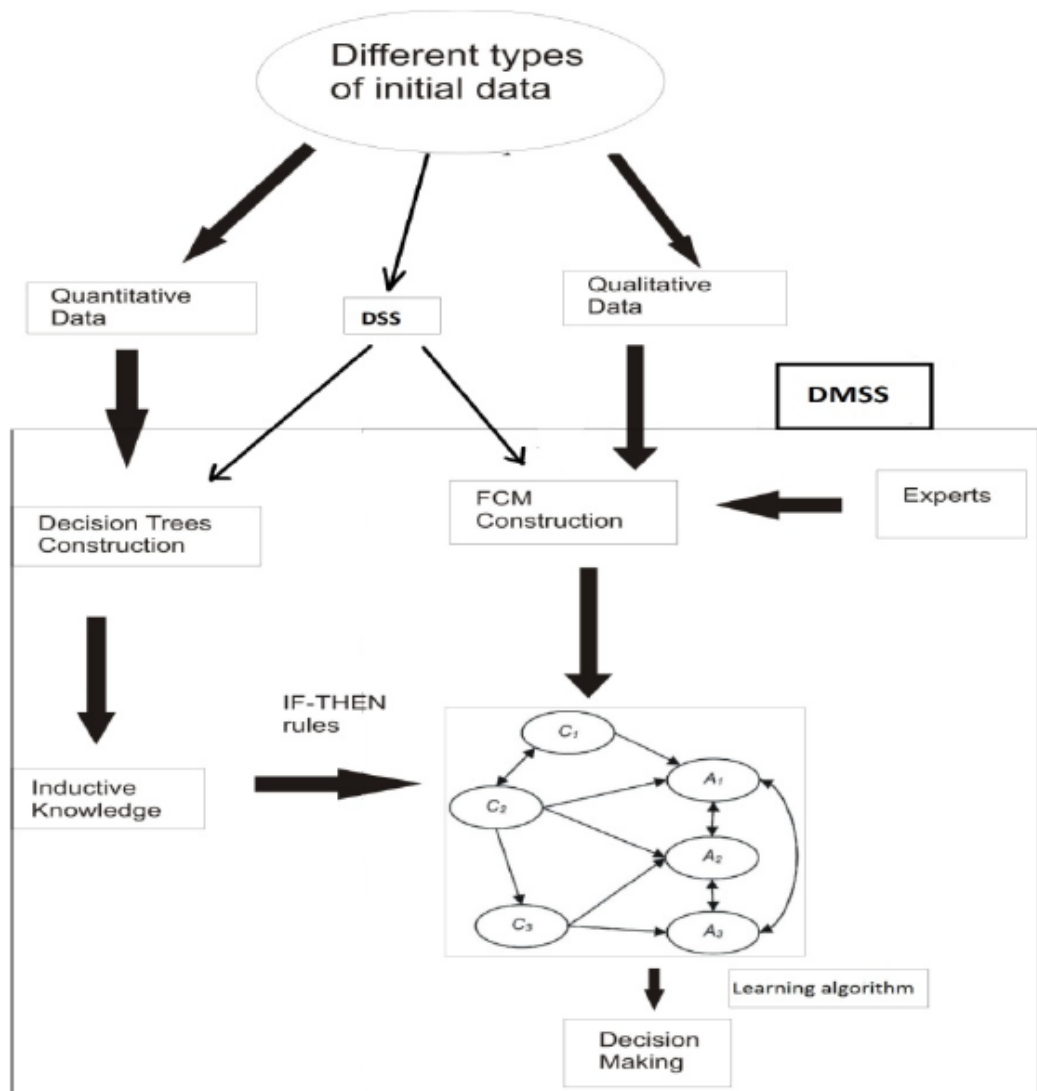 Different types
of initial data
Quantitative
Data
DSS
Qualitative
Data
DMSS
Decision Trees
Construction
FCM
Construction
Experts
IF-THEN
rules
Inductive
Knowledge
C₁
A₁
C₂
A₂
C₃
A₃
Learning algorithm
Decision
Making